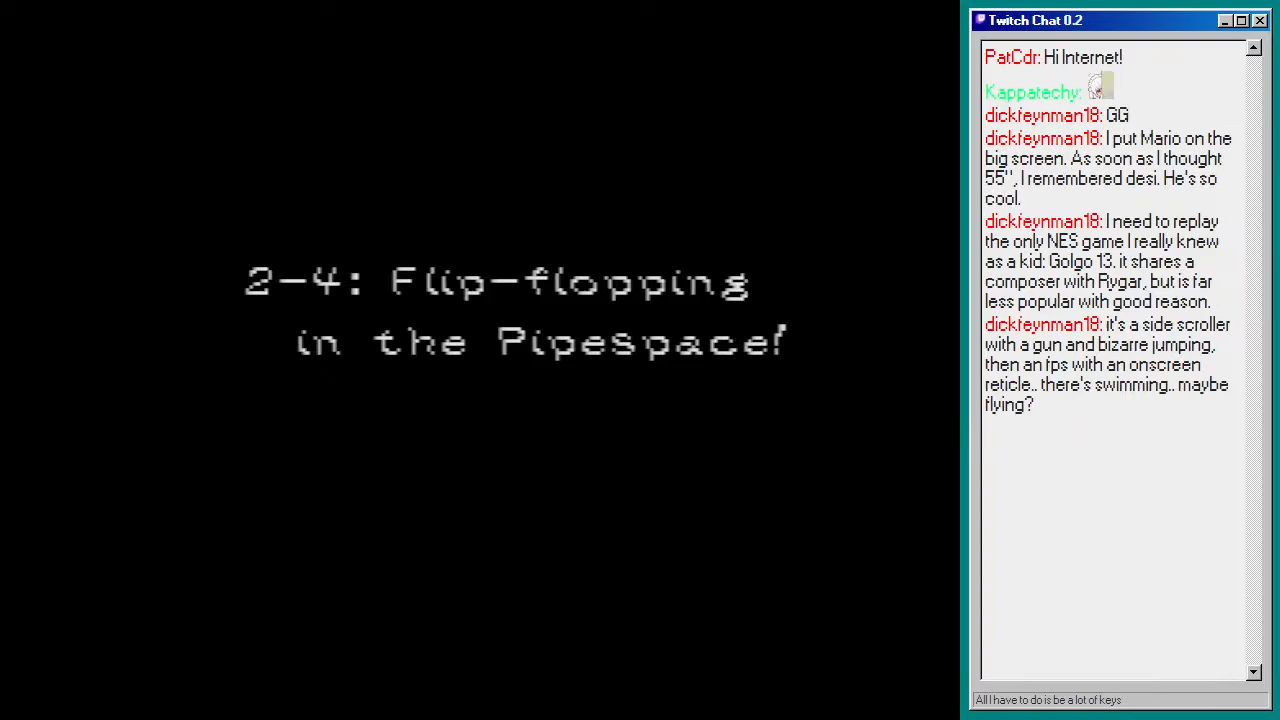 2-4: Flip-flopping
in the Pipespace!
Twitch Chat 0.2
PatCdr: Hi Internet!
Kappatechy:
dickfeynman18: GG
dickfeynman18: I put Mario on the
big screen. As soon as I thought
55", I remembered desi. He's so
cool.
dickfeynman18: I need to replay
the only NES game I really knew
as a kid: Golgo 13. it shares a
composer with Rygar, but is far
less popular with good reason.
dickfeynman18: it's a side scroller
with a gun and bizarre jumping,
then an fps with an onscreen
reticle.. there's swimming.. maybe
flying?
All I have to do is be a lot of keys